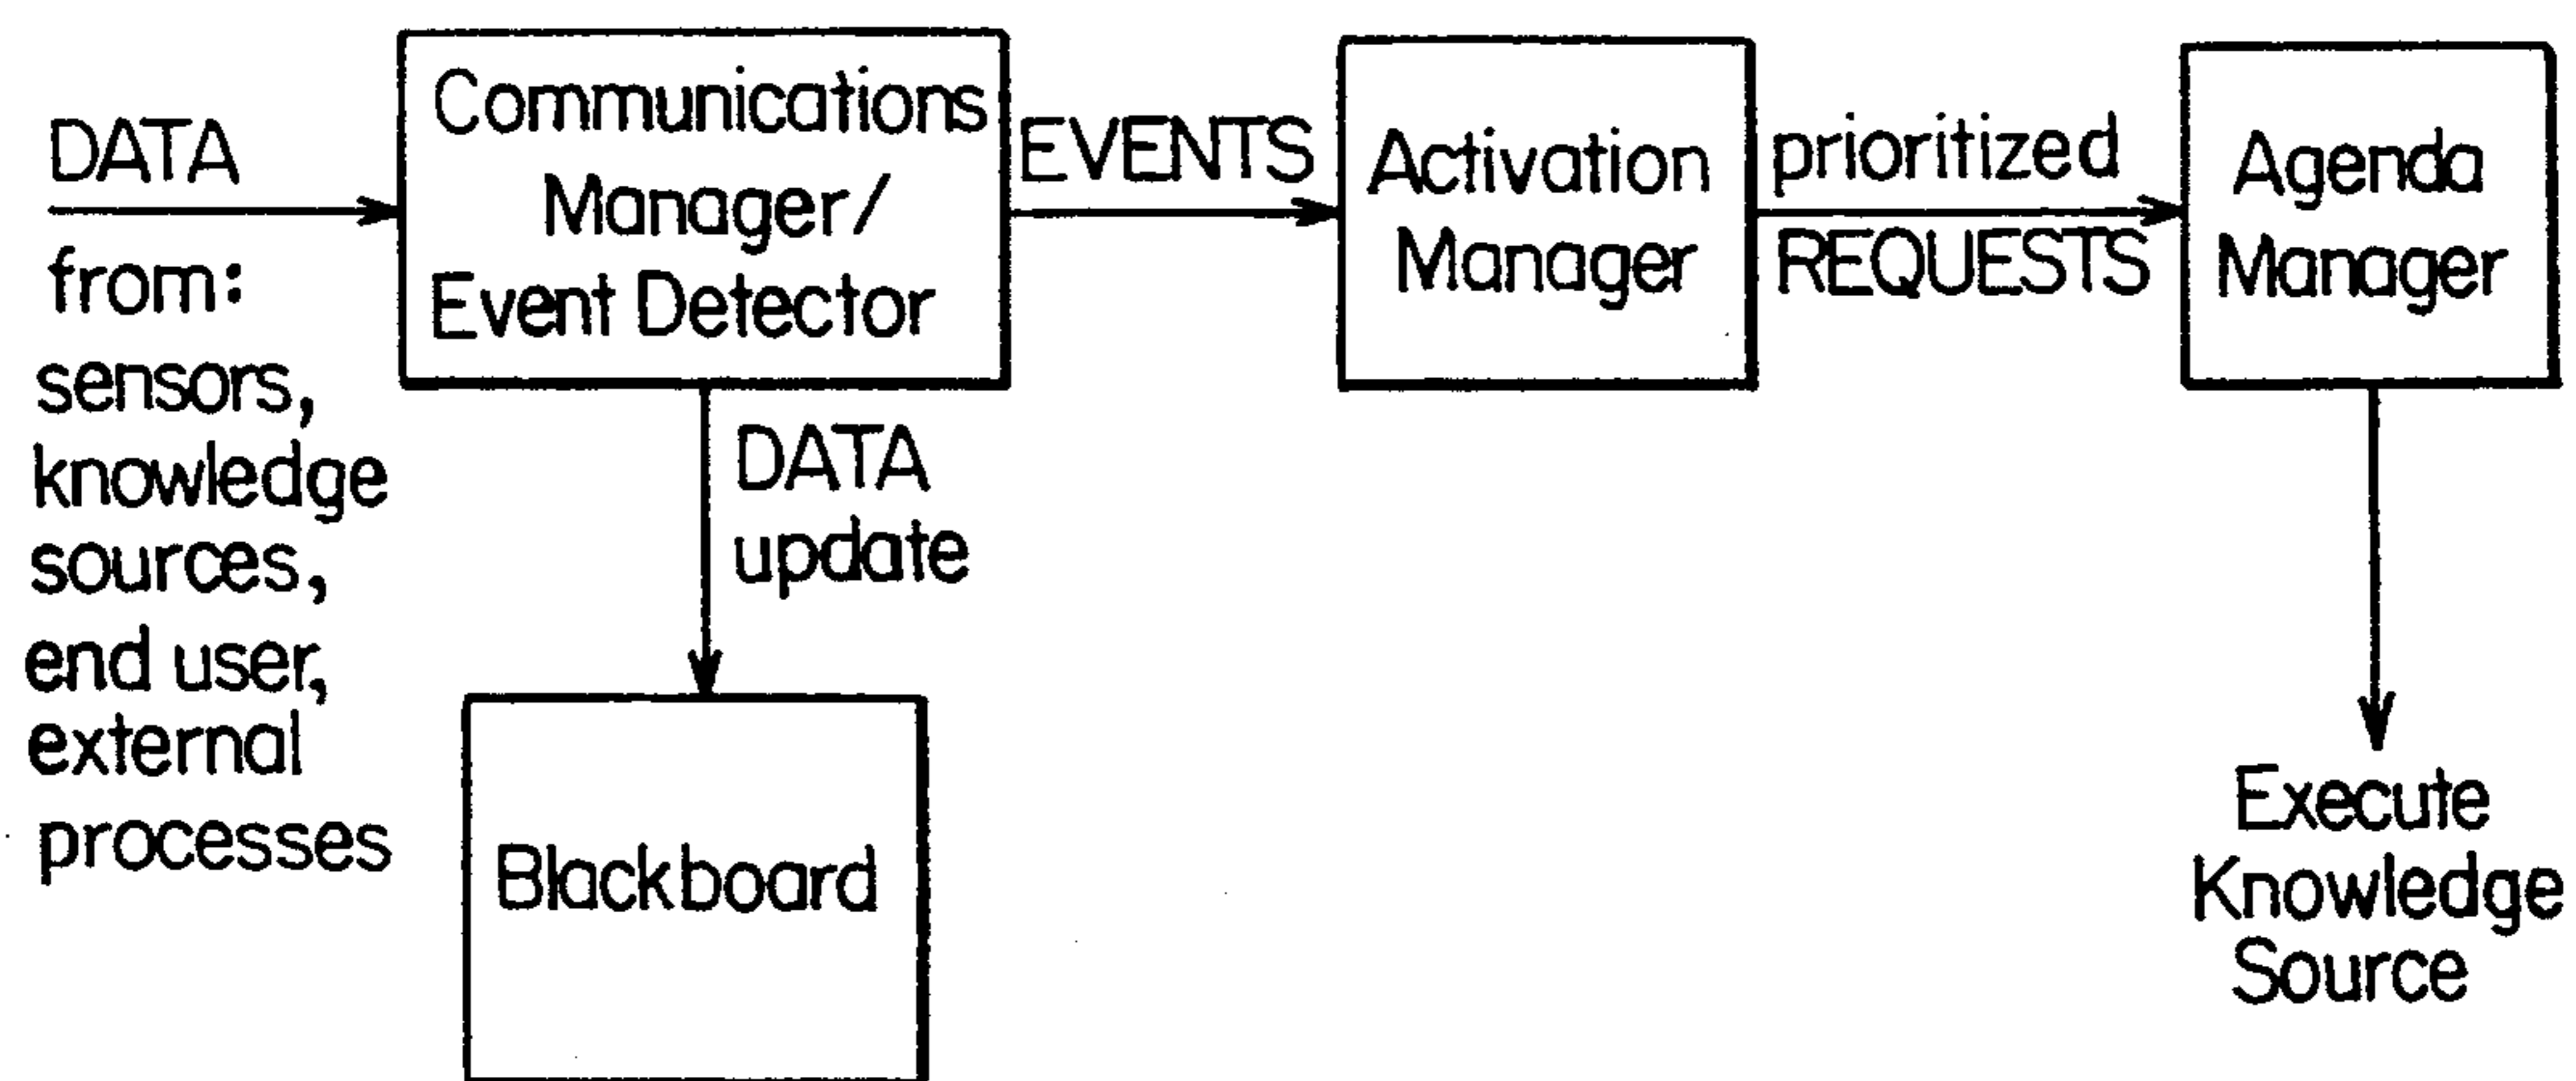 DATA
from:
sensors,
knowledge
sources,
end user,
external
processes
Communications
Manager/
Event Detector
EVENTS
Activation
Manager
prioritized
REQUESTS
Agenda
Manager
DATA
update
Blackboard
Execute
Knowledge
Source